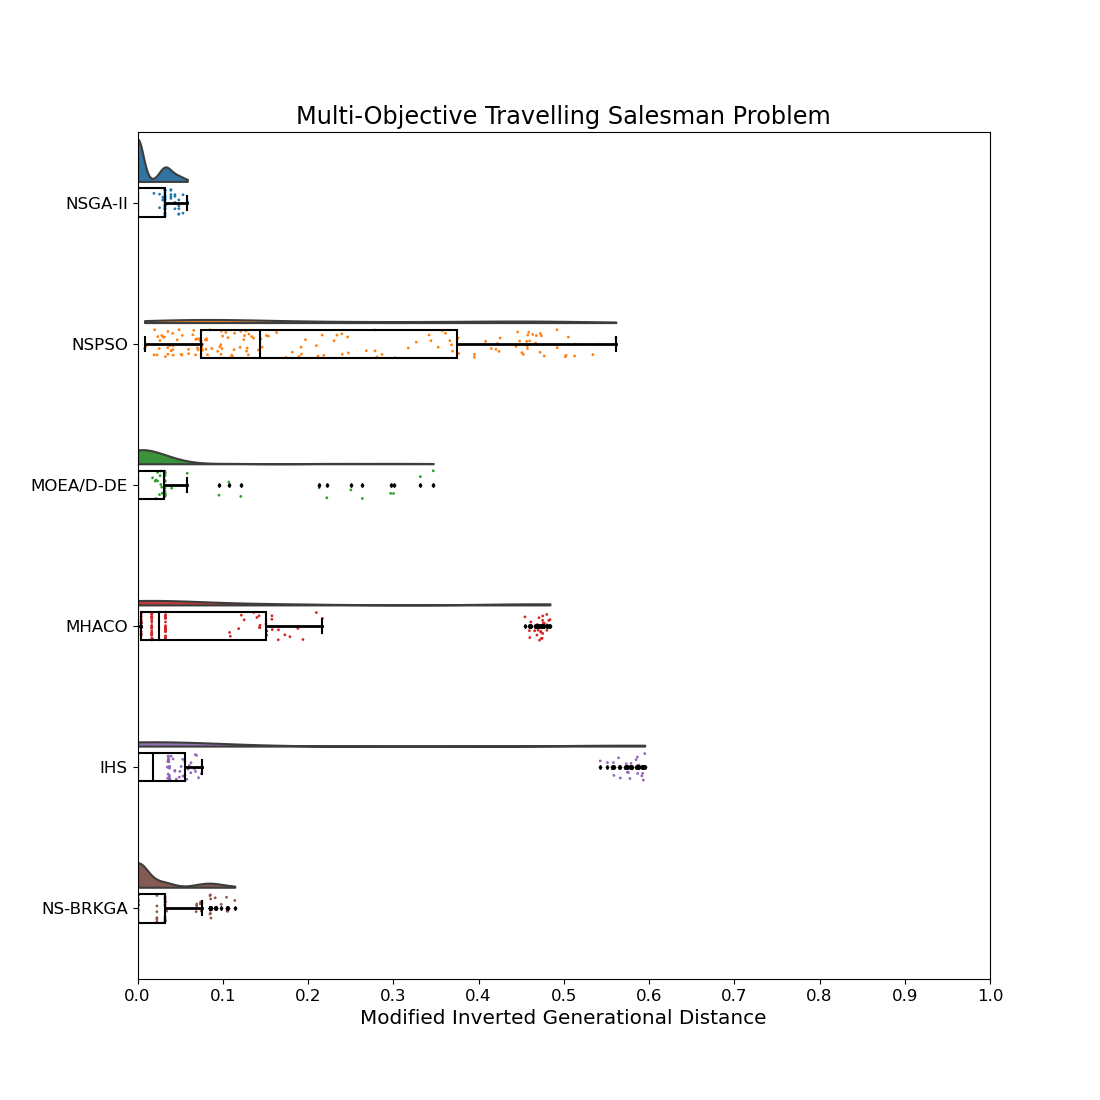 Multi-Objective Travelling Salesman Problem
NSGA-II
NSPSO
MOEA/D-DE
MHACO
IHS
NS-BRKGA
0.0 0.1 0.2 0.3 0.4 0.5 0.6 0.7 0.8 0.9 1.0
Modified Inverted Generational Distance